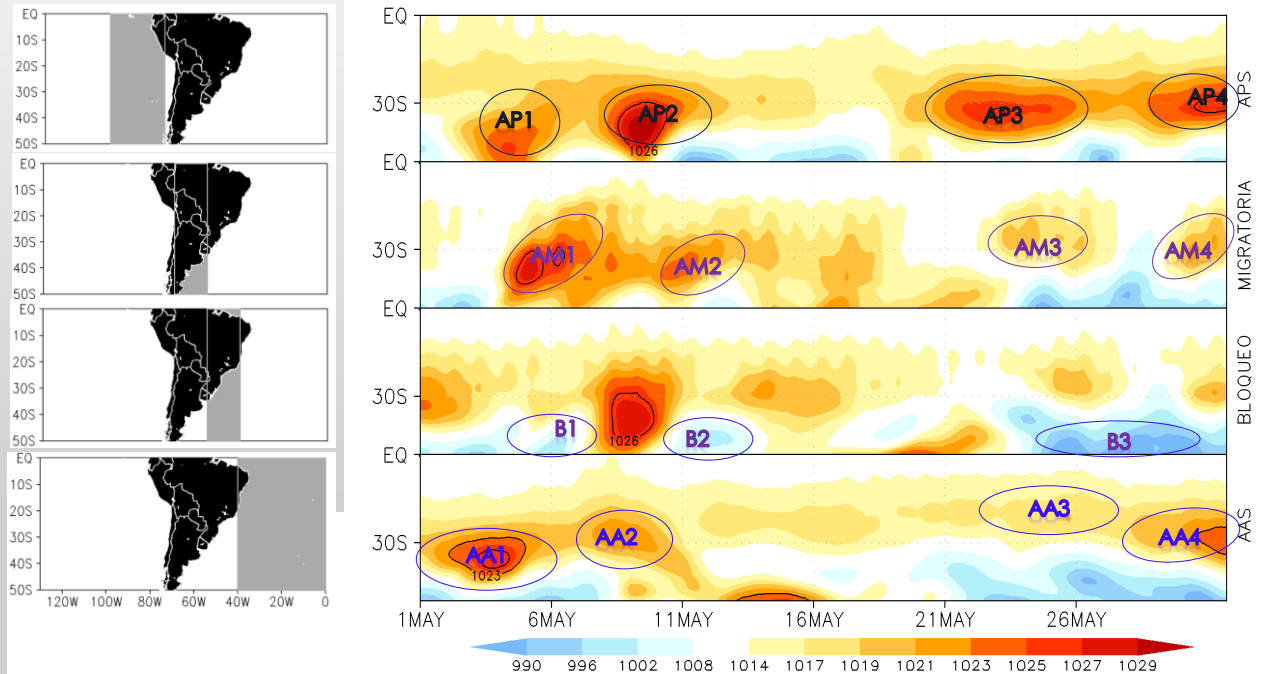 EQ
10S
20S
30S
40S
50S
EQ
10S
20S
30S
40S
50S
EQ
10S
20S
30S
40S
50S
EQ
10S
20S
30S
40S
50S
120W 100W 80W 60W 40W 20W 0
EQ
30S
AP1 AP2 AP3 AP4
1026
APS
EQ
30S
AM1 AM2 AM3 AM4
MIGRATORIA
EQ
30S
B1 B2 B3
1026
BLOQUEO
EQ
30S
AA1 AA2 AA3 AA4
1023
AAS
1MAY 6MAY 11MAY 16MAY 21MAY 26MAY
990 996 1002 1008 1014 1017 1019 1021 1023 1025 1027 1029